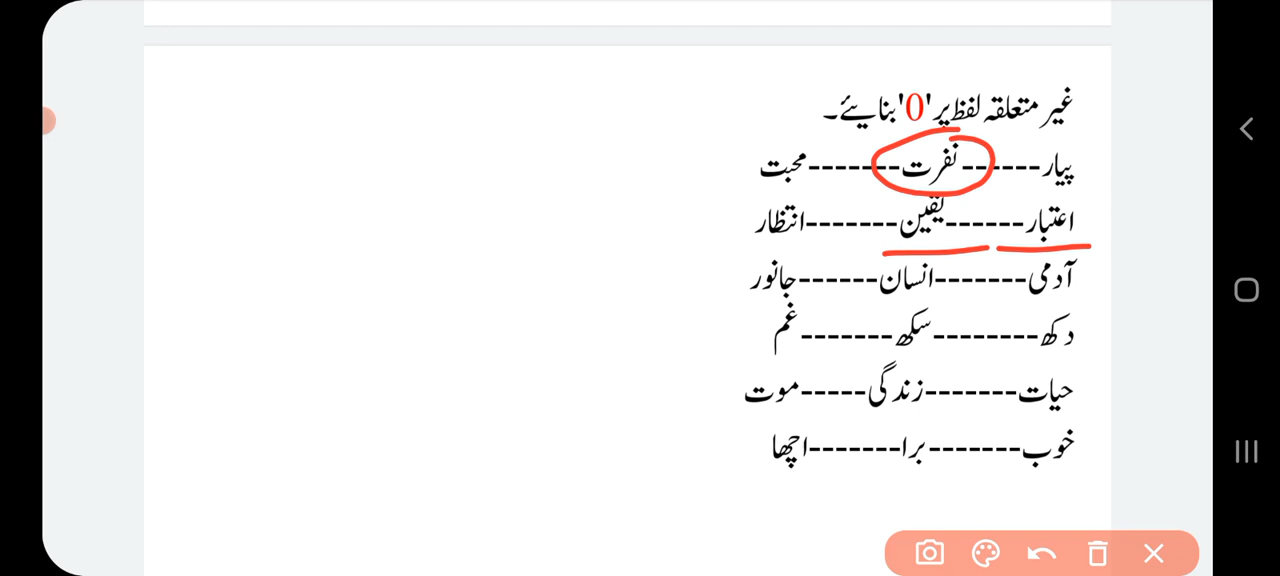 غیر متعلقہ لفظ پر '0' بنایئے۔
پیار-------نفرت-------محبت
اعتبار------یقین-------انتظار
آدمی-------انسان------جانور
دکھ--------سکھ-------غم
حیات-------زندگی-----موت
خوب-------برا-------اچھا